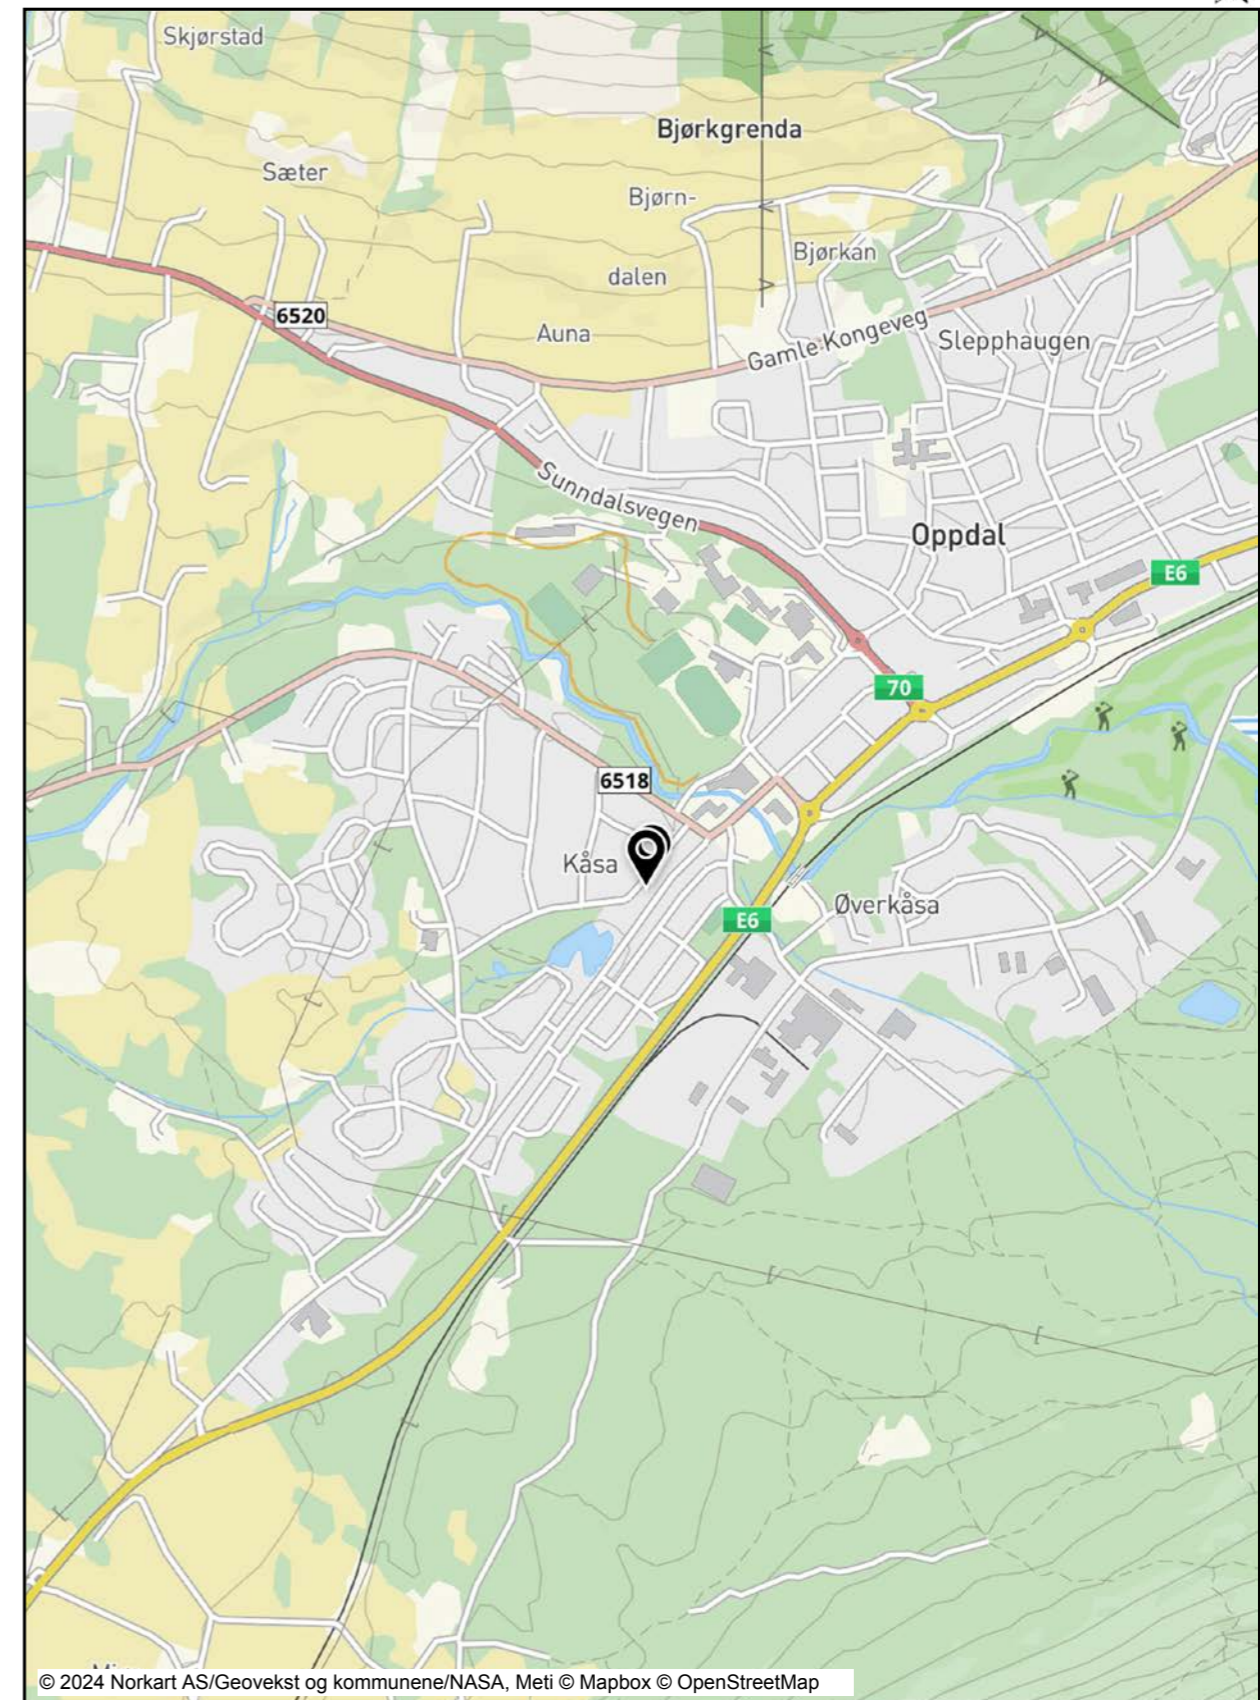 Skjørstad
Bjørkgrenda
Sæter
Bjørn-
dalen
Bjørkan
6520
Auna
Gamle Kongeveg
Slepphaugen
Sunndalsvegen
Oppdal
E6
70
6518
Kåsa
E6
Øverkåsa
© 2024 Norkart AS/Geovekst og kommunene/NASA, Meti © Mapbox © OpenStreetMap